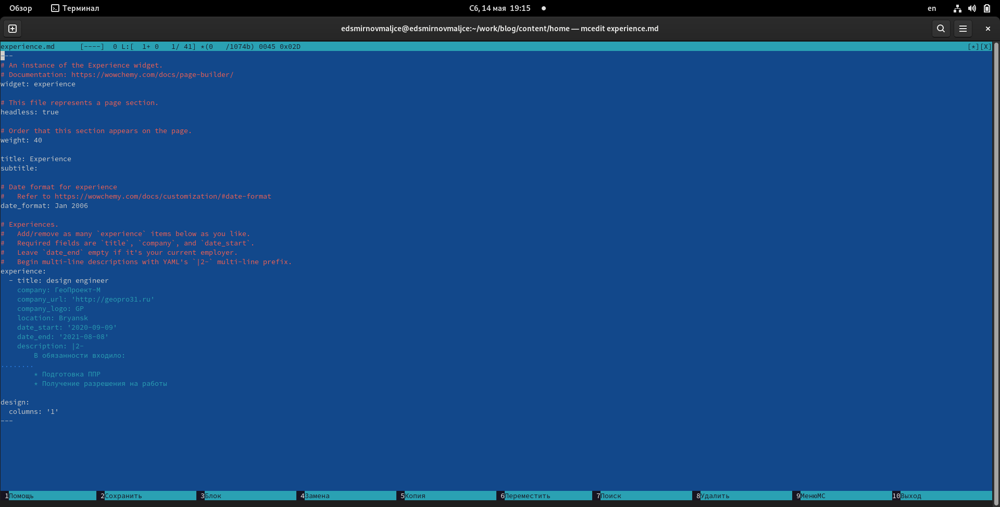 Обзор Терминал Сб, 14 мая 19:15 en
edsmirnovmaljce@edsmirnovmaljce:~/work/blog/content/home — mcedit experience.md
experience.md [----] 0 L:[ 1+ 0 1/ 41] *(0 /1074b) 0045 0x02D [*][X]
---
# An instance of the Experience widget.
# Documentation: https://wowchemy.com/docs/page-builder/
widget: experience
# This file represents a page section.
headless: true
# Order that this section appears on the page.
weight: 40
title: Experience
subtitle:
# Date format for experience
#   Refer to https://wowchemy.com/docs/customization/#date-format
date_format: Jan 2006
# Experiences.
#   Add/remove as many `experience` items below as you like.
#   Required fields are `title`, `company`, and `date_start`.
#   Leave `date_end` empty if it's your current employer.
#   Begin multi-line descriptions with YAML's `|2-` multi-line prefix.
experience:
  - title: design engineer
    company: ГеоПроект-М
    company_url: 'http://geopro31.ru'
    company_logo: GP
    location: Bryansk
    date_start: '2020-09-09'
    date_end: '2021-08-08'
    description: |2-
        В обязанности входило:
........
        * Подготовка ППР
        * Получение разрешения на работы
design:
  columns: '1'
---
1Помощь 2Сохранить 3Блок 4Замена 5Копия 6Переместить 7Поиск 8Удалить 9МенюMC 10Выход